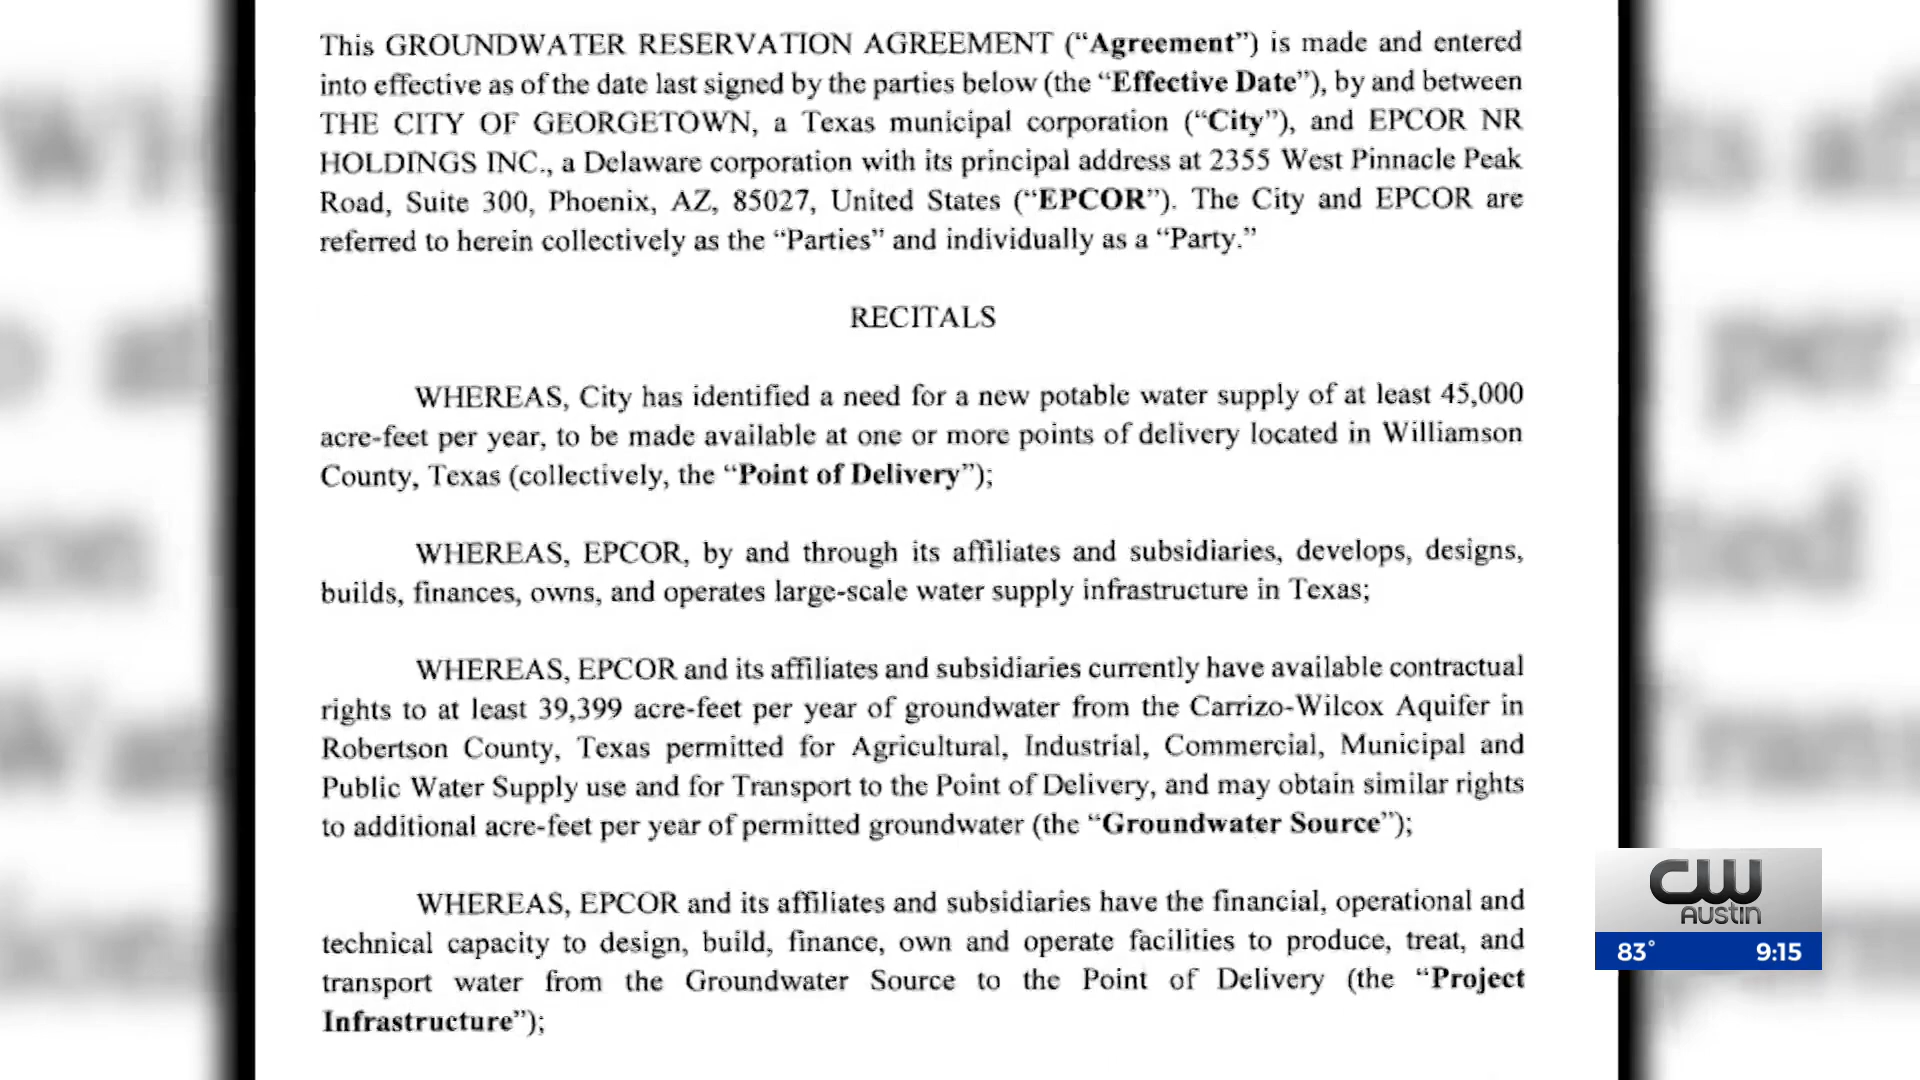 This GROUNDWATER RESERVATION AGREEMENT (“Agreement”) is made and entered
into effective as of the date last signed by the parties below (the “Effective Date”), by and between
THE CITY OF GEORGETOWN, a Texas municipal corporation (“City”), and EPCOR NR
HOLDINGS INC., a Delaware corporation with its principal address at 2355 West Pinnacle Peak
Road, Suite 300, Phoenix, AZ, 85027, United States (“EPCOR”). The City and EPCOR are
referred to herein collectively as the “Parties” and individually as a “Party.”
RECITALS
WHEREAS, City has identified a need for a new potable water supply of at least 45,000
acre-feet per year, to be made available at one or more points of delivery located in Williamson
County, Texas (collectively, the “Point of Delivery”);
WHEREAS, EPCOR, by and through its affiliates and subsidiaries, develops, designs,
builds, finances, owns, and operates large-scale water supply infrastructure in Texas;
WHEREAS, EPCOR and its affiliates and subsidiaries currently have available contractual
rights to at least 39,399 acre-feet per year of groundwater from the Carrizo-Wilcox Aquifer in
Robertson County, Texas permitted for Agricultural, Industrial, Commercial, Municipal and
Public Water Supply use and for Transport to the Point of Delivery, and may obtain similar rights
to additional acre-feet per year of permitted groundwater (the “Groundwater Source”);
WHEREAS, EPCOR and its affiliates and subsidiaries have the financial, operational and
technical capacity to design, build, finance, own and operate facilities to produce, treat, and
transport water from the Groundwater Source to the Point of Delivery (the “Project
Infrastructure”);
CW
AUSTIN
83° 9:15